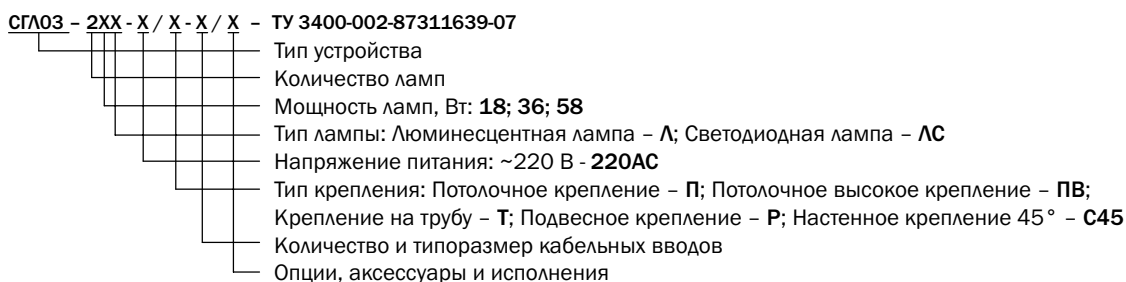 СГЛОЗ – 2XX - X / X - X / X – ТУ 3400-002-87311639-07
Тип устройства
Количество ламп
Мощность ламп, Вт: 18; 36; 58
Тип лампы: Люминесцентная лампа – Л; Светодиодная лампа – ЛС
Напряжение питания: ~220 В - 220АС
Тип крепления: Потолочное крепление – П; Потолочное высокое крепление – ПВ;
Крепление на трубу – Т; Подвесное крепление – Р; Настенное крепление 45° – С45
Количество и типоразмер кабельных вводов
Опции, аксессуары и исполнения